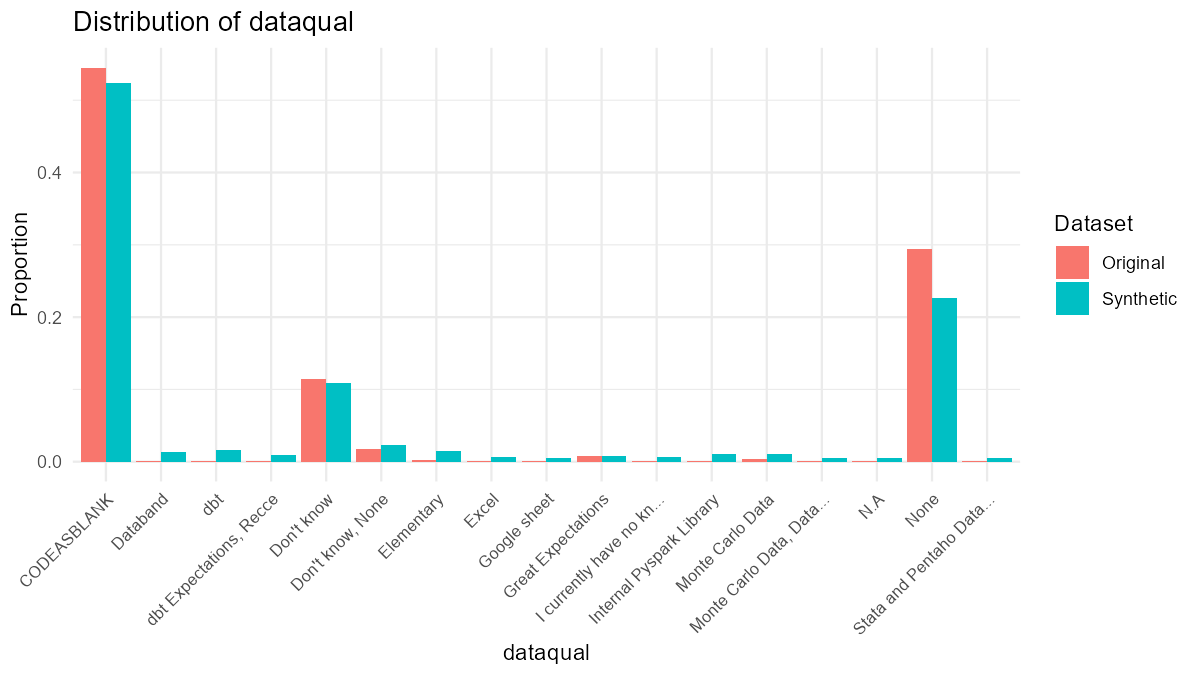 Distribution of dataqual
Proportion
0.4
0.2
0.0
CODEASBLANK
Databand
dbt
dbt Expectations, Recce
Don't know
Don't know, None
Elementary
Excel
Google sheet
Great Expectations
I currently have no kn...
Internal Pyspark Library
Monte Carlo Data
Monte Carlo Data, Data...
N.A
None
Stata and Pentaho Data...
dataqual
Dataset
Original
Synthetic